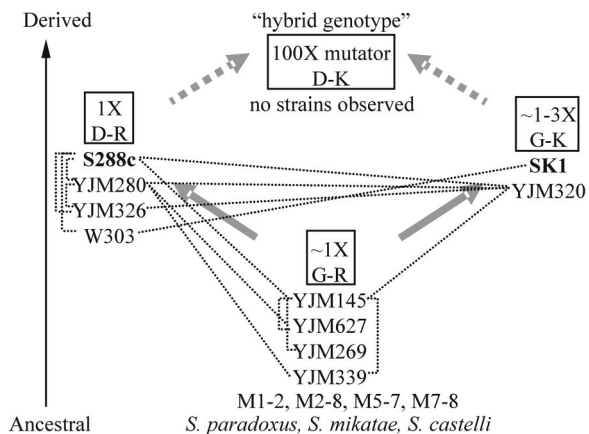 Derived
“hybrid genotype”
100X mutator
D-K
no strains observed
1X
D-R
S288c
YJM280
YJM326
W303
~1-3X
G-K
SK1
YJM320
~1X
G-R
YJM145
YJM627
YJM269
YJM339
M1-2, M2-8, M5-7, M7-8
Ancestral
S. paradoxus, S. mikatae, S. castelli